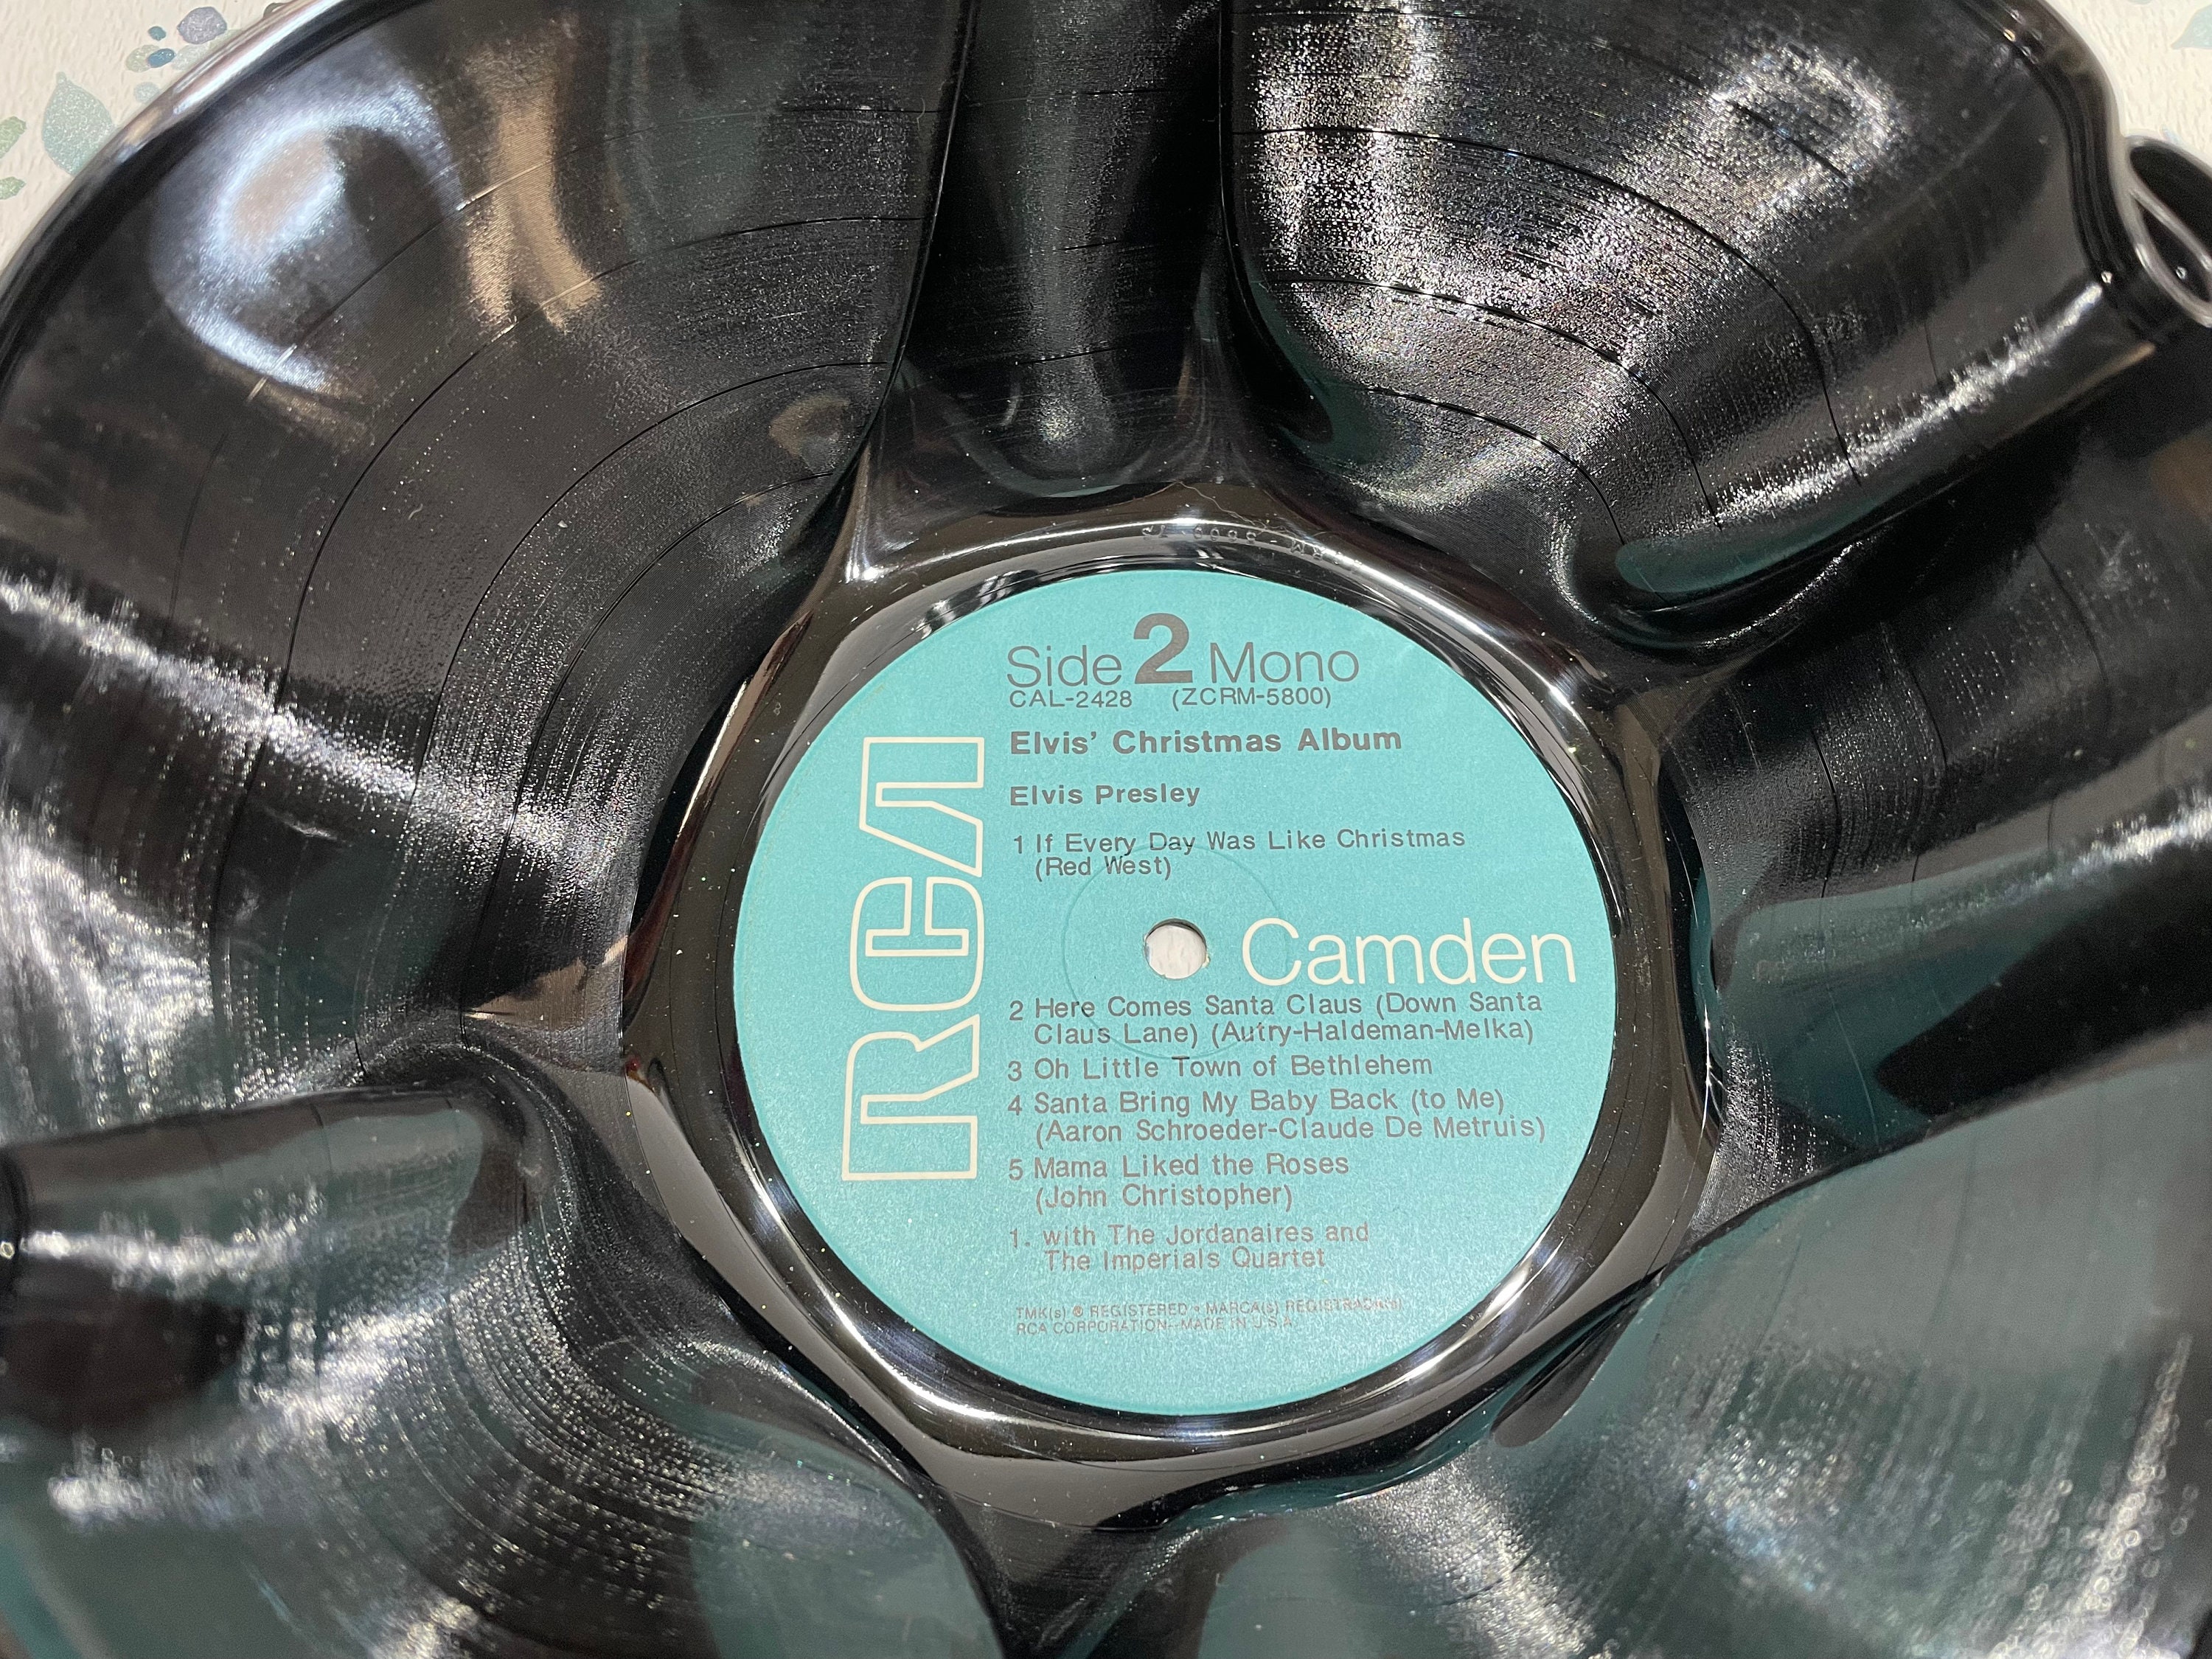 Side 2 Mono
CAL-2428 (ZCRM-5800)
Elvis' Christmas Album
Elvis Presley
1 If Every Day Was Like Christmas
(Red West)
RCA
Camden
2 Here Comes Santa Claus (Down Santa
Claus Lane) (Autry-Haldeman-Melka)
3 Oh Little Town of Bethlehem
4 Santa Bring My Baby Back (to Me)
(Aaron Schroeder-Claude De Metruis)
5 Mama Liked the Roses
(John Christopher)
1. with The Jordanaires and
The Imperials Quartet
TMK(s) ® REGISTERED • MARCA(s) REGISTRADA(s)
RCA CORPORATION—MADE IN U.S.A.